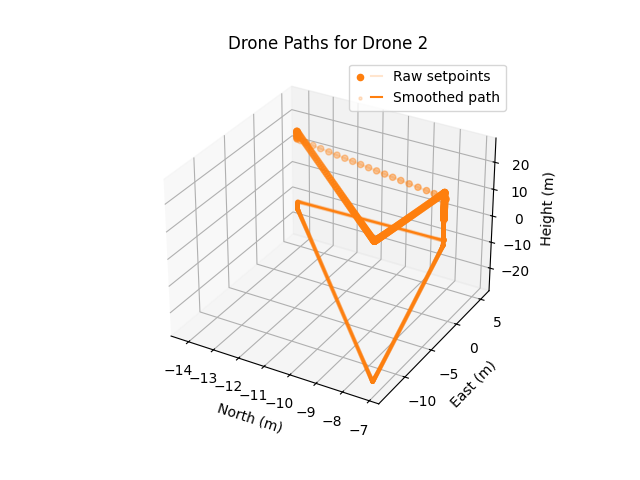 Drone Paths for Drone 2
Raw setpoints
Smoothed path
20
10
0
−10
−20
Height (m)
5
0
−5
−10
East (m)
−14
−13
−12
−11
−10
−9
−8
−7
North (m)